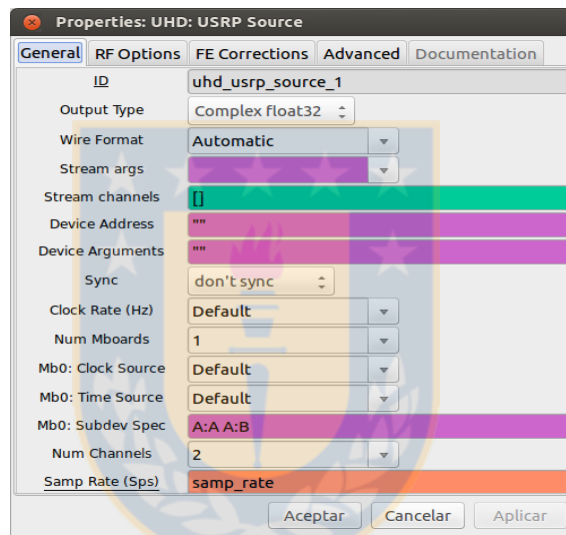 Properties: UHD: USRP Source
General RF Options FE Corrections Advanced Documentation
ID uhd_usrp_source_1
Output Type Complex float32
Wire Format Automatic
Stream args
Stream channels []
Device Address ""
Device Arguments ""
Sync don't sync
Clock Rate (Hz) Default
Num Mboards 1
Mb0: Clock Source Default
Mb0: Time Source Default
Mb0: Subdev Spec A:A A:B
Num Channels 2
Samp Rate (Sps) samp_rate
Aceptar Cancelar Aplicar